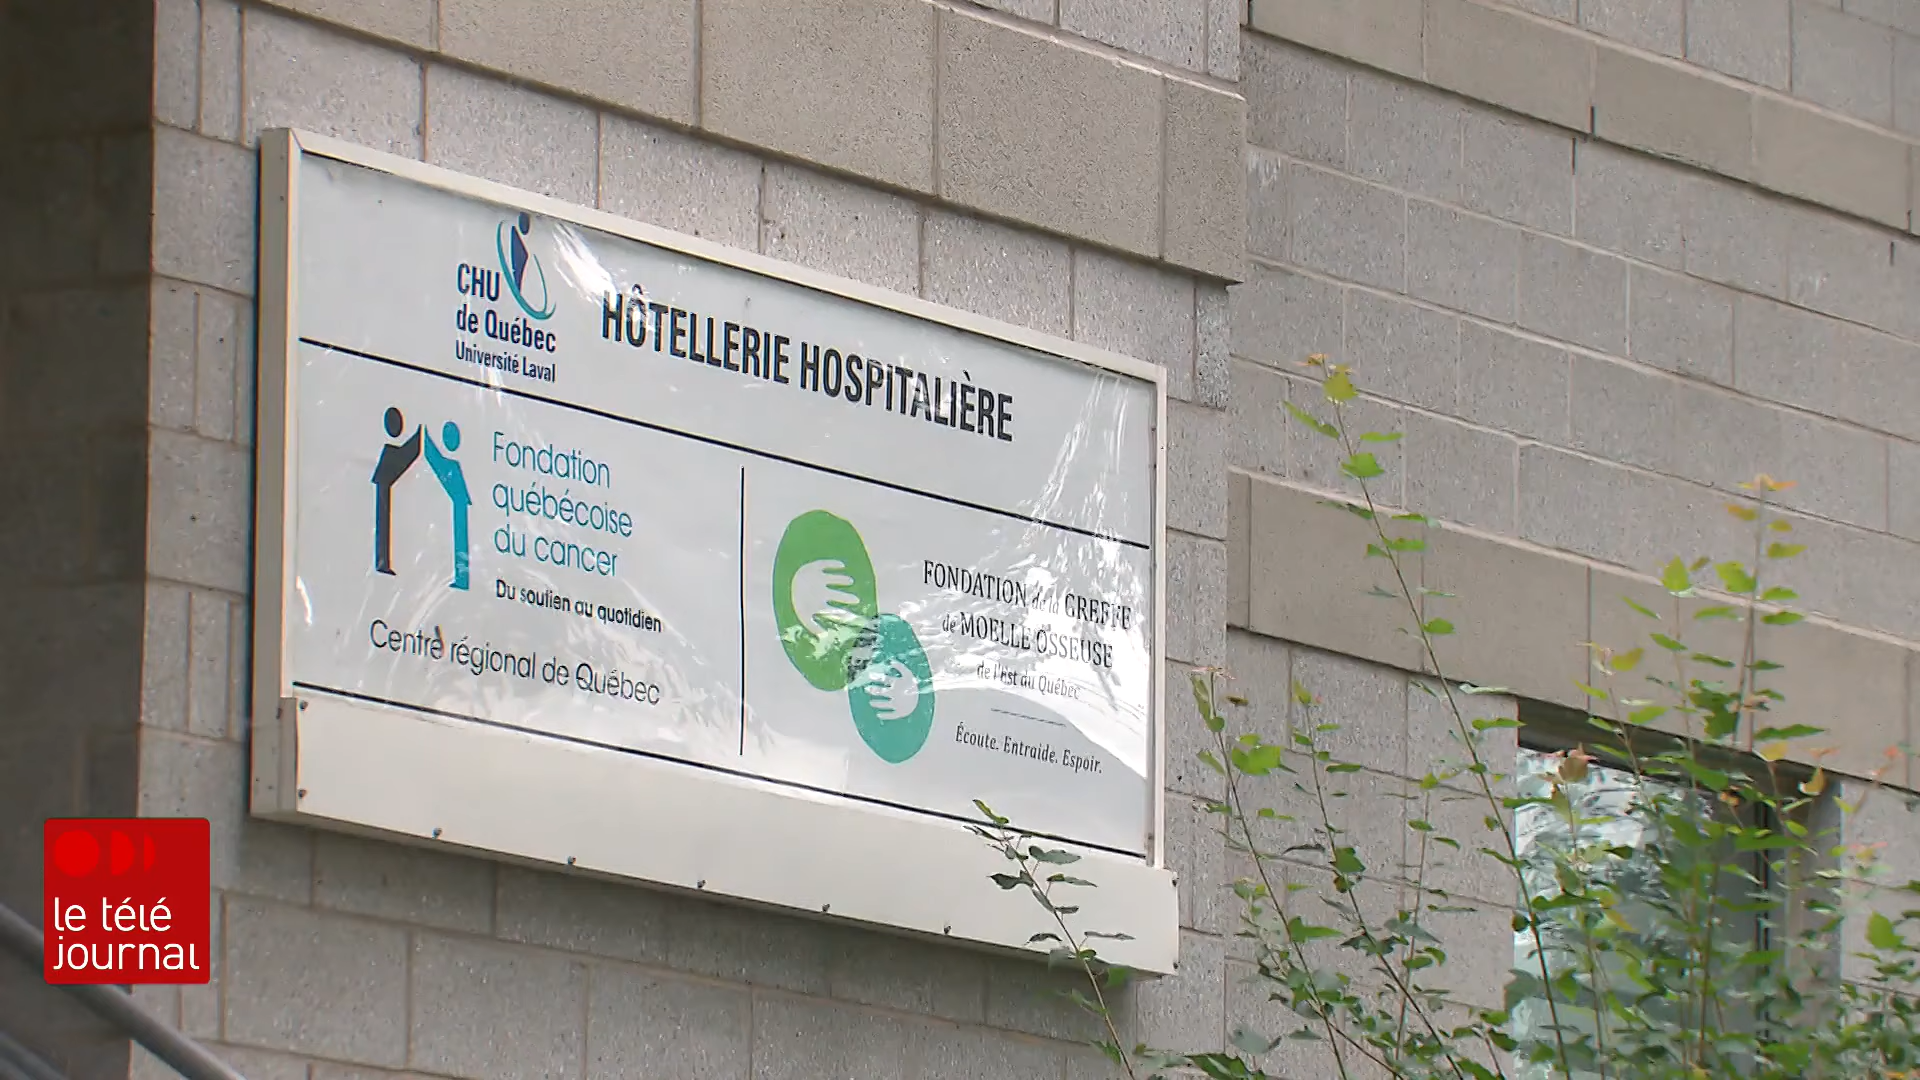 CHU
de Québec
Université Laval
HÔTELLERIE HOSPITALIÈRE
Fondation
québécoise
du cancer
Du soutien au quotidien
Centre régional de Québec
FONDATION de la GREFFE
de MOELLE OSSEUSE
de l'Est du Québec
Écoute. Entraide. Espoir.
le télé
journal